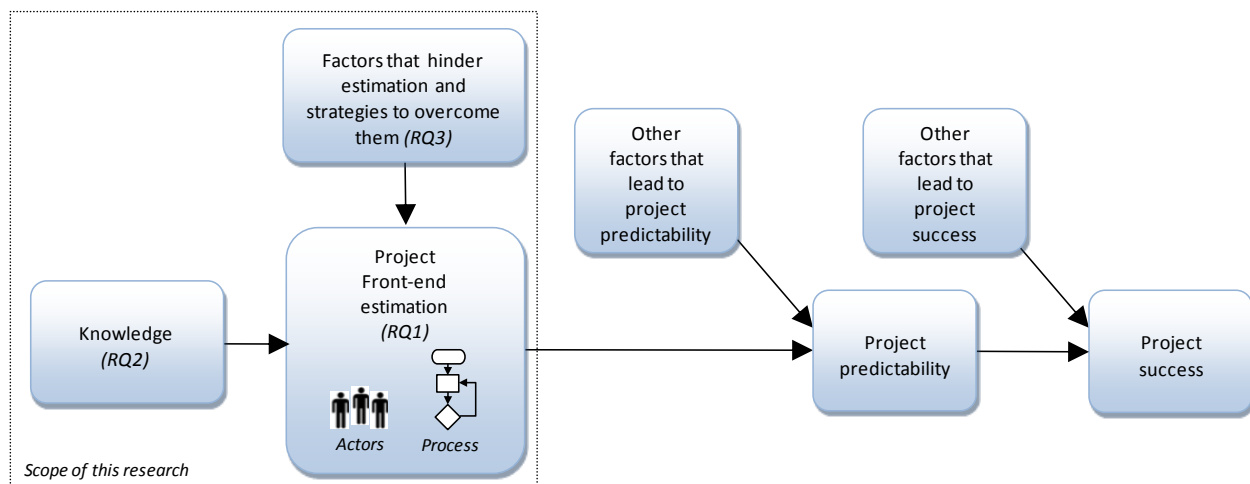 Factors that hinder
estimation and
strategies to overcome
them (RQ3)
Other
factors that
lead to
project
predictability
Other
factors that
lead to
project
success
Project
Front-end
estimation
(RQ1)
Knowledge
(RQ2)
Actors
Process
Project
predictability
Project
success
Scope of this research